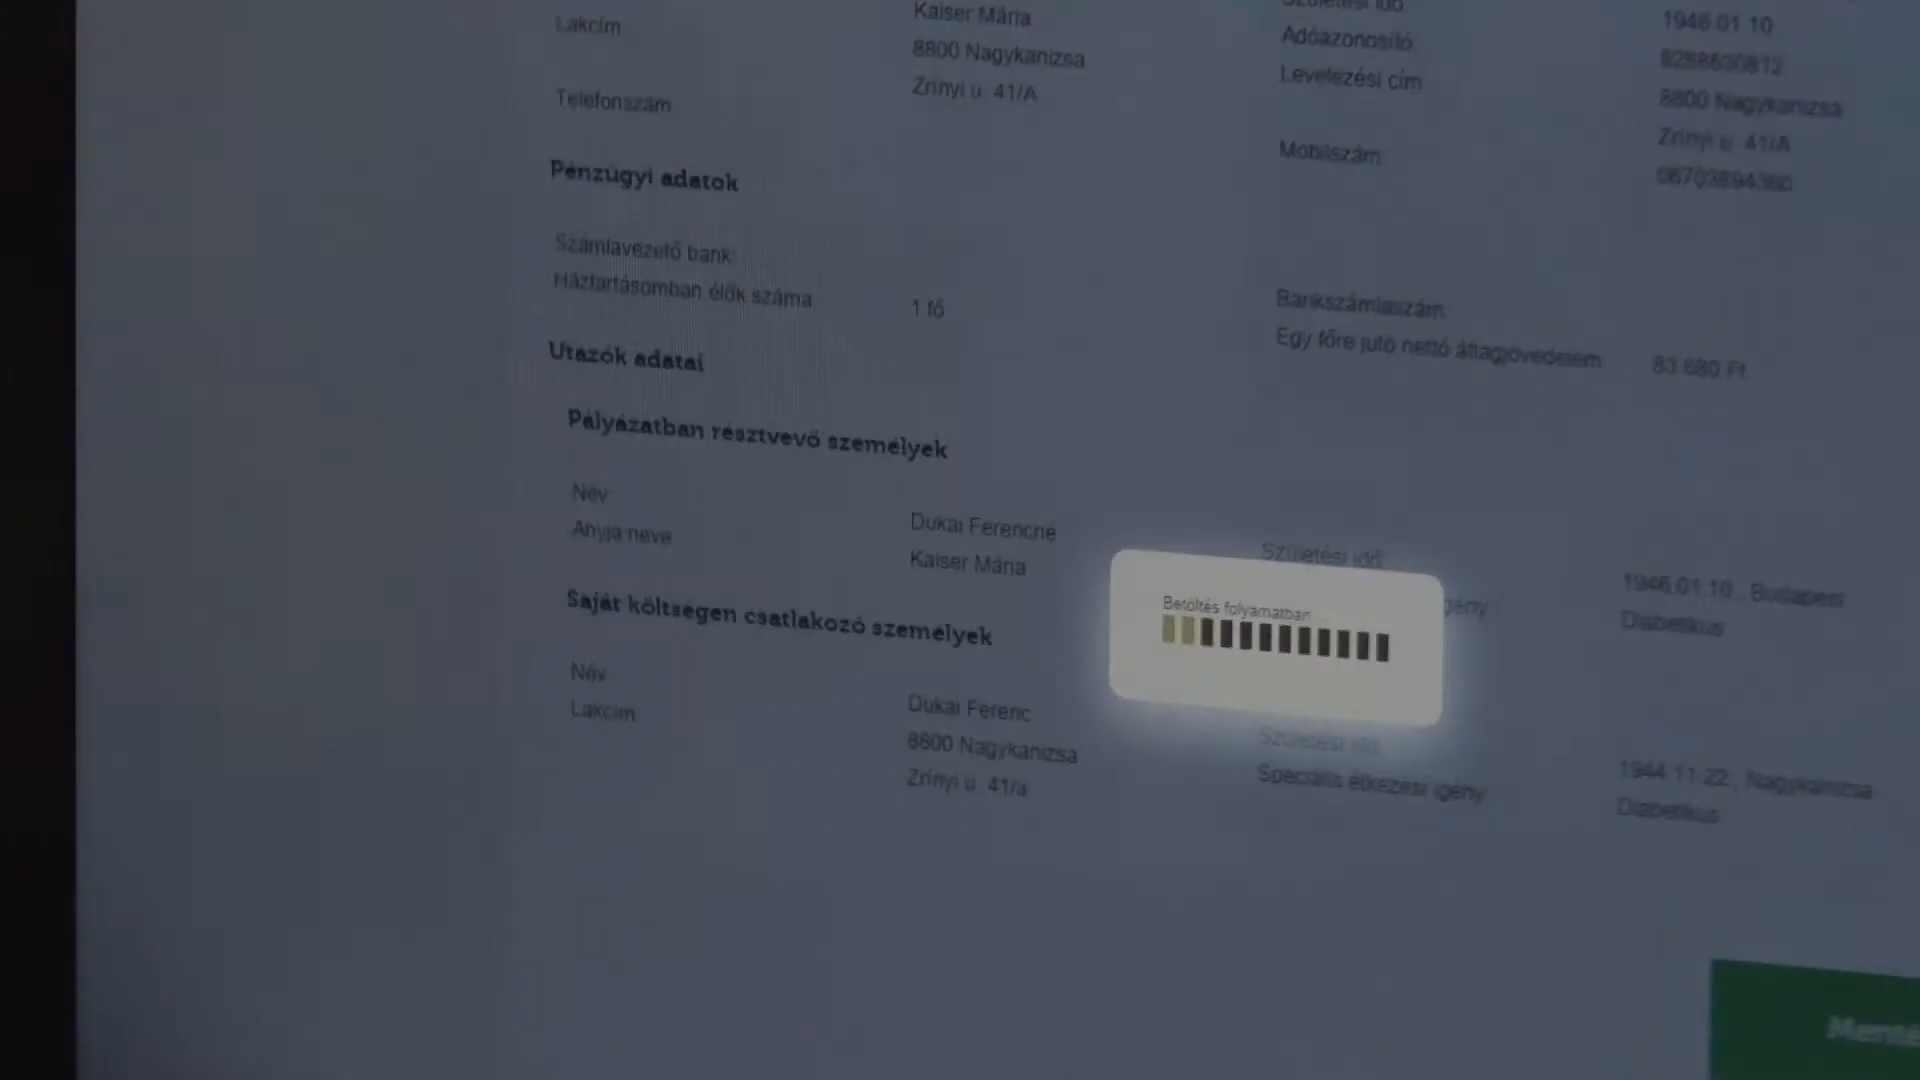 Lakcím
Kaiser Mária
8800 Nagykanizsa
Zrínyi u. 41/A
Telefonszám
Születési idő:
1946.01.10
Adóazonosító
Levelezési cím
8800 Nagykanizsa
Zrínyi u. 41/A
Mobilszám
06703894360
Pénzügyi adatok
Számlavezető bank:
Háztartásomban élők száma:
1 fő
Bankszámlaszám:
Egy főre jutó nettó átlagjövedelem:
83 680 Ft
Utazók adatai
Pályázatban résztvevő személyek
Név
Dukai Ferencné
Születési idő:
1946.01.10., Budapest
Anyja neve
Kaiser Mária
igény
Diabetikus
Betöltés folyamatban...
Saját költségen csatlakozó személyek
Név
Dukai Ferenc
Születési idő:
1944.11.22., Nagykanizsa
Lakcím
8800 Nagykanizsa
Zrínyi u. 41/a
Speciális étkezési igény
Diabetikus